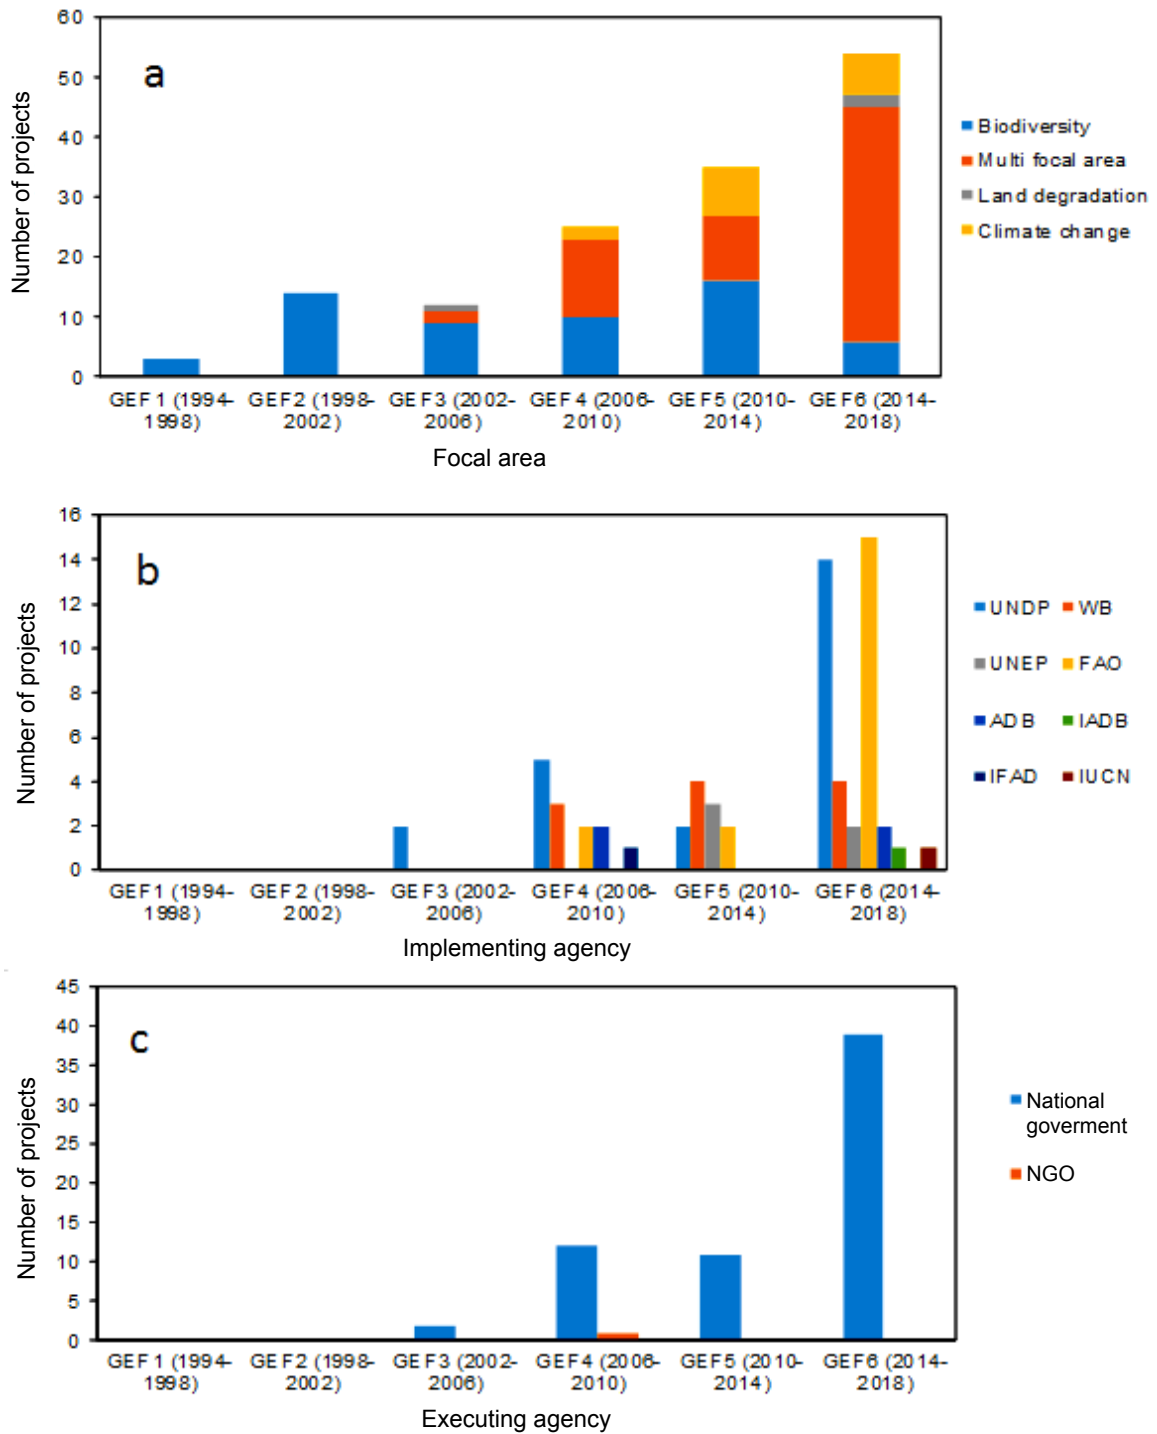 Number of projects
60
50
40
30
20
10
0
a
GEF1 (1994-
1998)
GEF2 (1998-
2002)
GEF3 (2002-
2006)
GEF4 (2006-
2010)
GEF5 (2010-
2014)
GEF6 (2014-
2018)
Focal area
Biodiversity
Multi focal area
Land degradation
Climate change
Number of projects
16
14
12
10
8
6
4
2
0
b
GEF1 (1994-
1998)
GEF2 (1998-
2002)
GEF3 (2002-
2006)
GEF4 (2006-
2010)
GEF5 (2010-
2014)
GEF6 (2014-
2018)
Implementing agency
UNDP WB
UNEP FAO
ADB IADB
IFAD IUCN
Number of projects
45
40
35
30
25
20
15
10
5
0
c
GEF1 (1994-
1998)
GEF2 (1998-
2002)
GEF3 (2002-
2006)
GEF4 (2006-
2010)
GEF5 (2010-
2014)
GEF6 (2014-
2018)
Executing agency
National
goverment
NGO